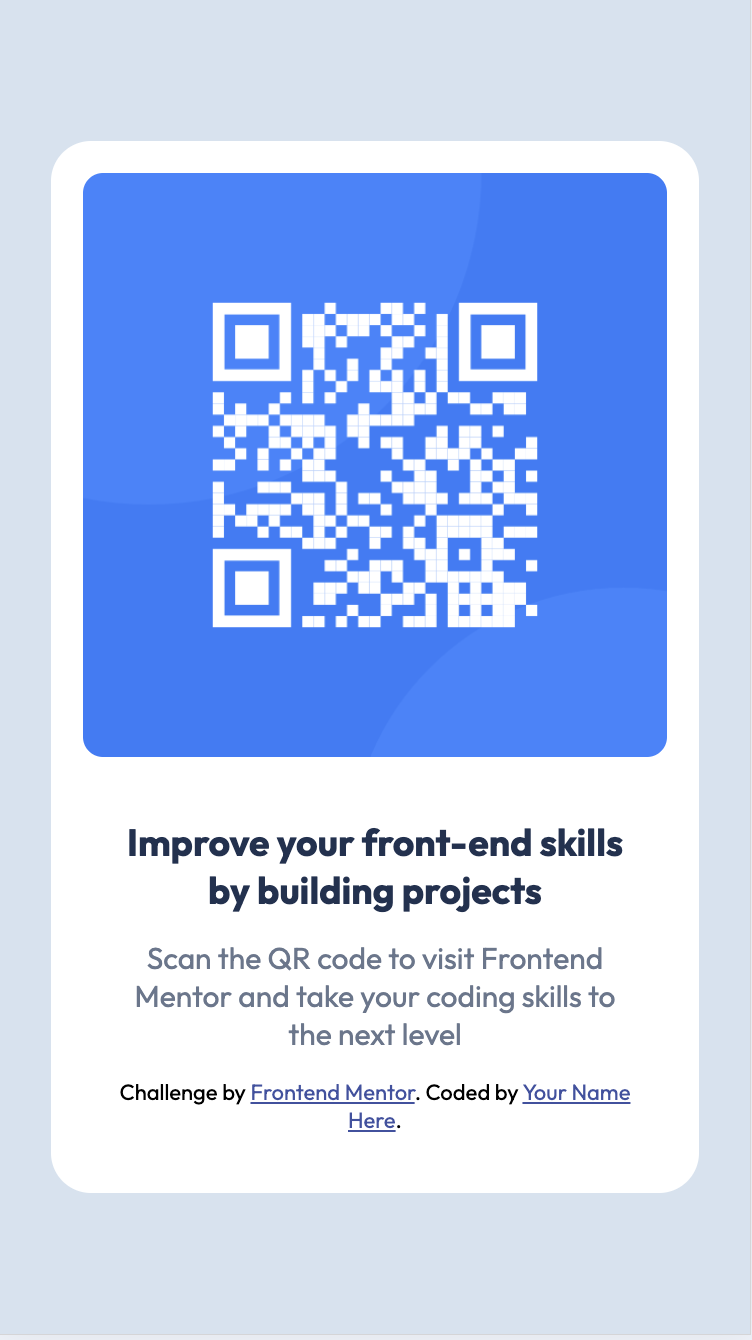 Improve your front-end skills
by building projects
Scan the QR code to visit Frontend
Mentor and take your coding skills to
the next level
Challenge by Frontend Mentor. Coded by Your Name
Here.